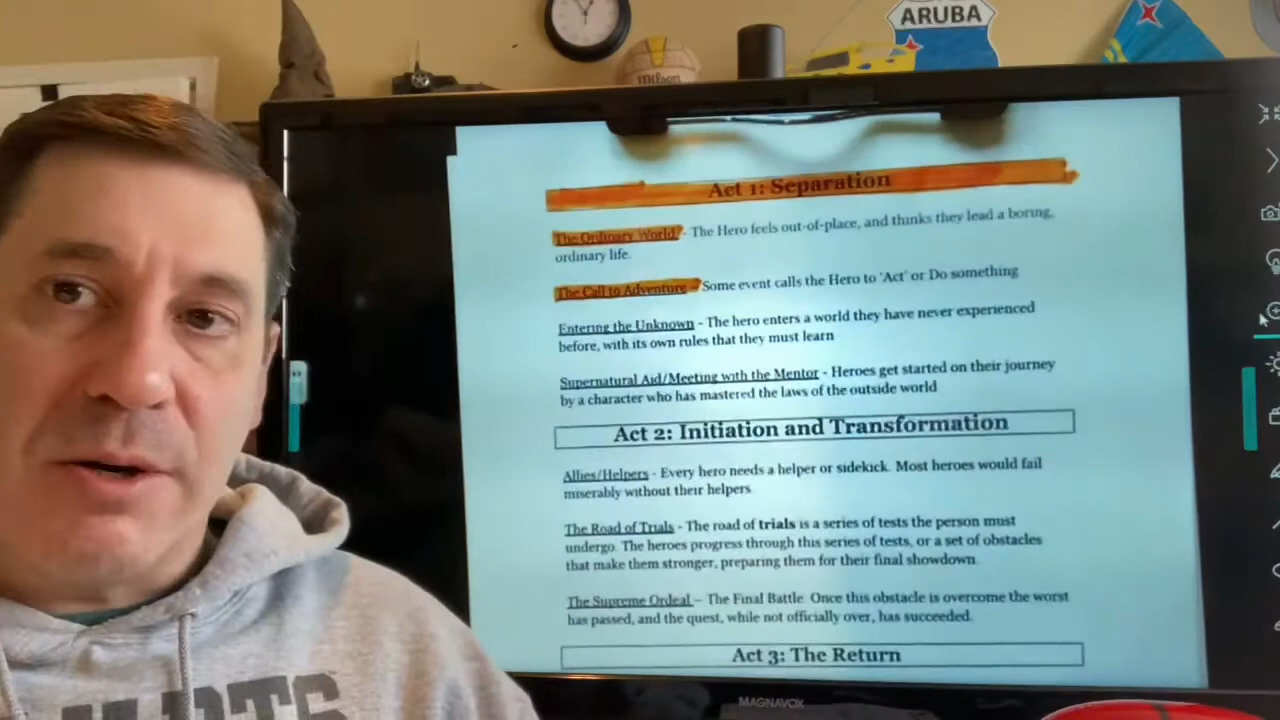 ARUBA
Wilson
Act 1: Separation
The Ordinary World - The Hero feels out-of-place, and thinks they lead a boring,
ordinary life.
The Call to Adventure - Some event calls the Hero to 'Act' or Do something
Entering the Unknown - The hero enters a world they have never experienced
before, with its own rules that they must learn
Supernatural Aid/Meeting with the Mentor - Heroes get started on their journey
by a character who has mastered the laws of the outside world
Act 2: Initiation and Transformation
Allies/Helpers - Every hero needs a helper or sidekick. Most heroes would fail
miserably without their helpers
The Road of Trials - The road of trials is a series of tests the person must
undergo. The heroes progress through this series of tests, or a set of obstacles
that make them stronger, preparing them for their final showdown.
The Supreme Ordeal – The Final Battle. Once this obstacle is overcome the worst
has passed, and the quest, while not officially over, has succeeded.
Act 3: The Return
MAGNAVOX